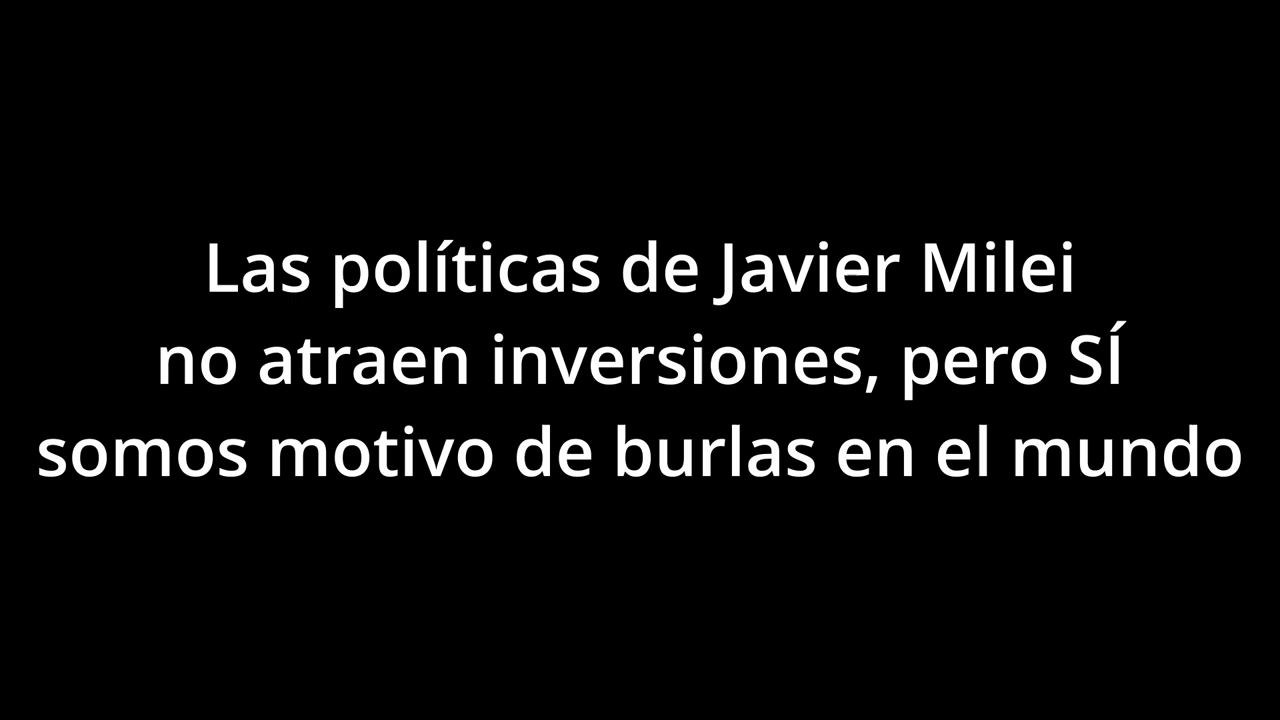 Las políticas de Javier Milei
no atraen inversiones, pero SÍ
somos motivo de burlas en el mundo